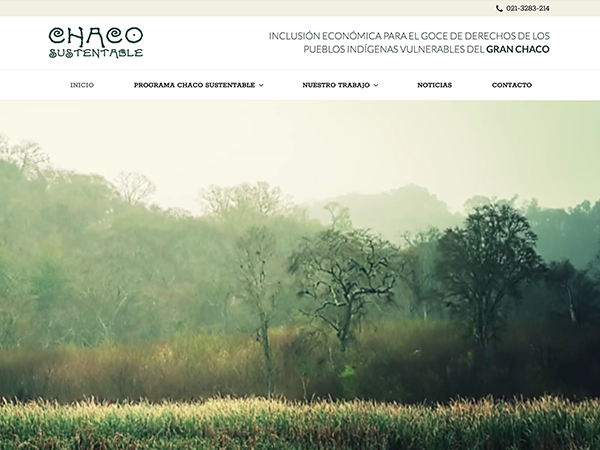 021-3283-214
CHACO
SUSTENTABLE
INCLUSIÓN ECONÓMICA PARA EL GOCE DE DERECHOS DE LOS
PUEBLOS INDÍGENAS VULNERABLES DEL GRAN CHACO
INICIO PROGRAMA CHACO SUSTENTABLE NUESTRO TRABAJO NOTICIAS CONTACTO